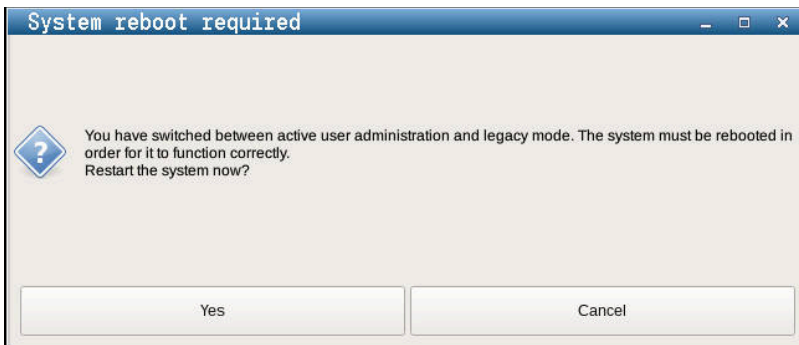 System reboot required
You have switched between active user administration and legacy mode. The system must be rebooted in
order for it to function correctly.
Restart the system now?
Yes
Cancel